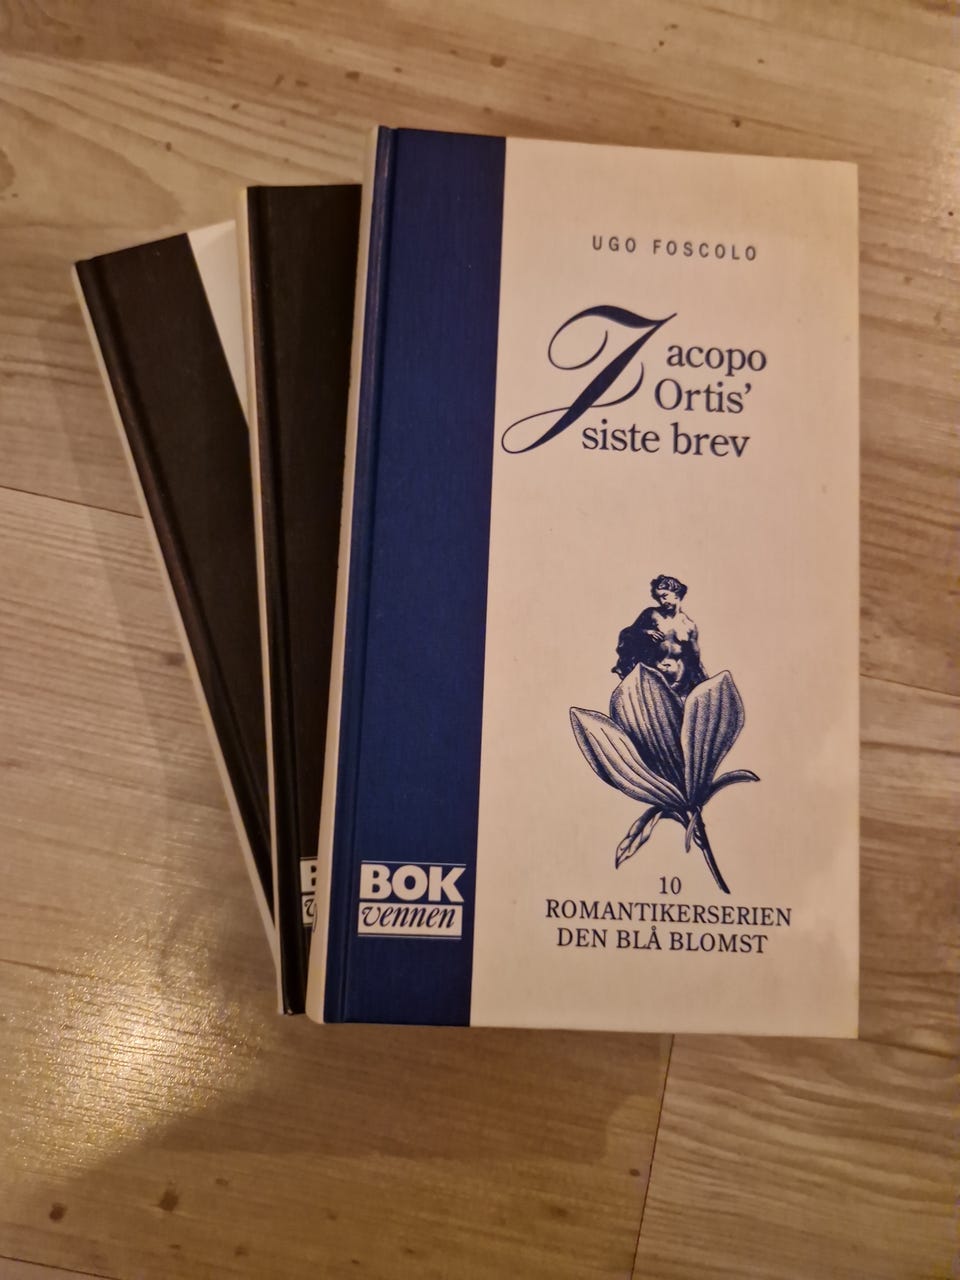 UGO FOSCOLO
Jacopo
Ortis’
siste brev
10
ROMANTIKERSERIEN
DEN BLÅ BLOMST
BOK
vennen